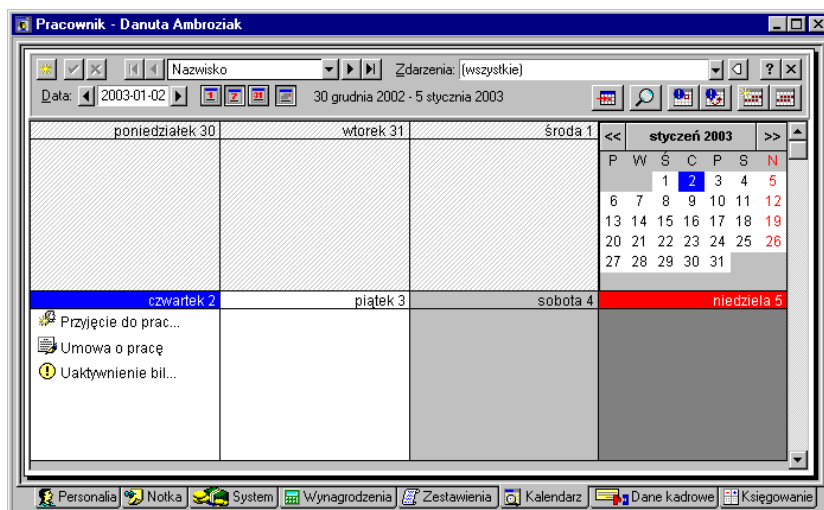 Pracownik - Danuta Ambroziak
Nazwisko Zdarzenia: (wszystkie) ?
Data: 2003-01-02 1 7 31 30 grudnia 2002 - 5 stycznia 2003
poniedziałek 30 wtorek 31 środa 1
<< styczeń 2003 >>
P W Ś C P S N
1 2 3 4 5
6 7 8 9 10 11 12
13 14 15 16 17 18 19
20 21 22 23 24 25 26
27 28 29 30 31
czwartek 2 piątek 3 sobota 4 niedziela 5
Przyjęcie do prac...
Umowa o pracę
Uaktywnienie bil...
Personalia Notka System Wynagrodzenia Zestawienia Kalendarz Dane kadrowe Księgowanie